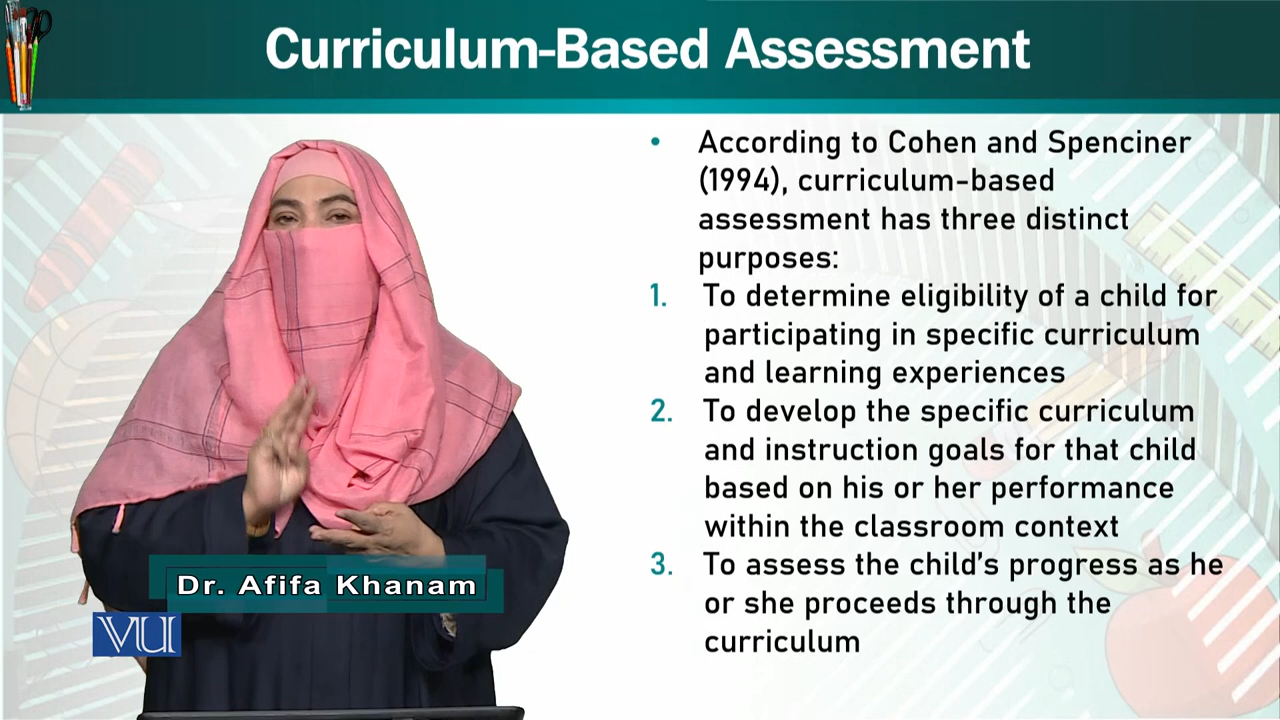 Curriculum-Based Assessment
• According to Cohen and Spenciner
(1994), curriculum-based
assessment has three distinct
purposes:
1. To determine eligibility of a child for
participating in specific curriculum
and learning experiences
2. To develop the specific curriculum
and instruction goals for that child
based on his or her performance
within the classroom context
3. To assess the child's progress as he
or she proceeds through the
curriculum
Dr. Afifa Khanam
VU